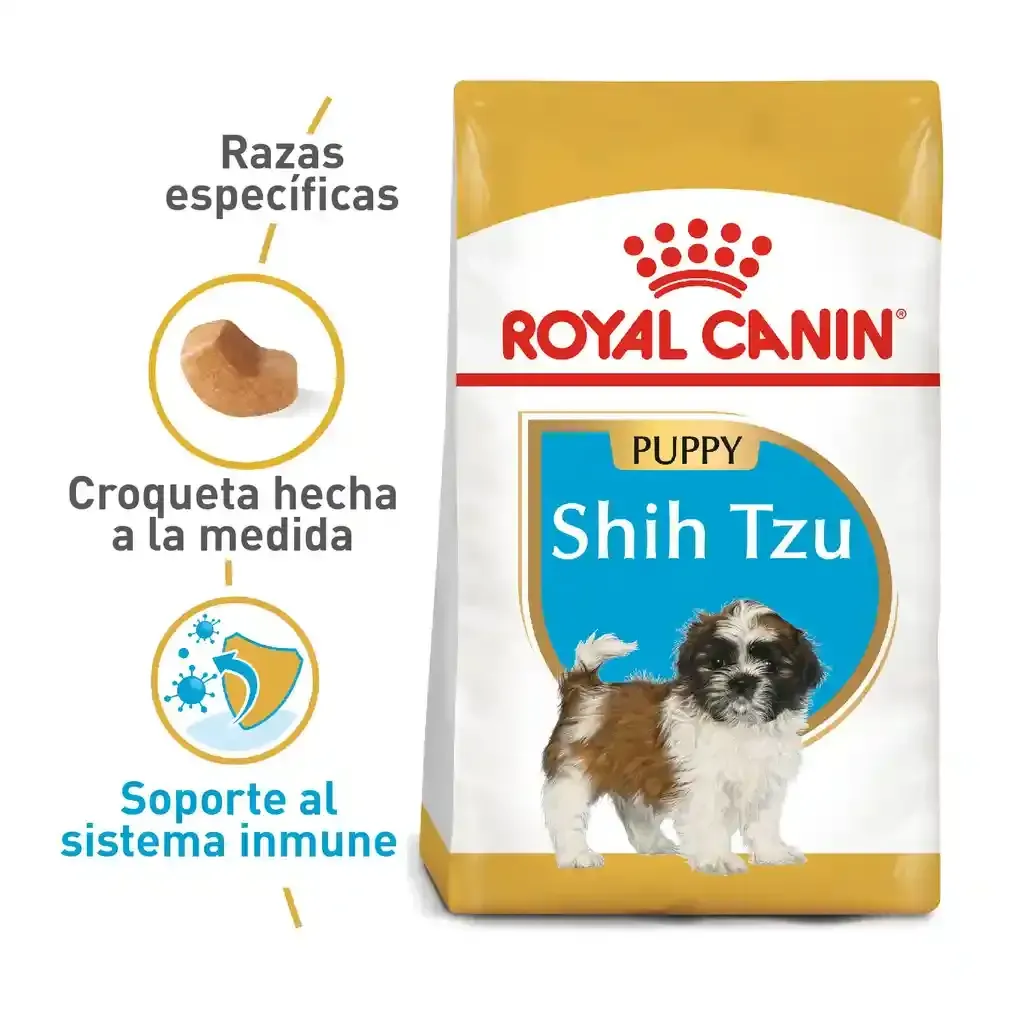 Razas
específicas
Croqueta hecha
a la medida
Soporte al
sistema inmune
ROYAL CANIN®
PUPPY
Shih Tzu